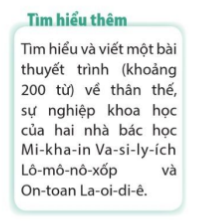 Tìm hiểu thêm
Tìm hiểu và viết một bài
thuyết trình (khoảng
200 từ) về thân thế,
sự nghiệp khoa học
của hai nhà bác học
Mi-kha-in Va-si-ly-ích
Lô-mô-nô-xốp và
On-toan La-oi-di-ê.